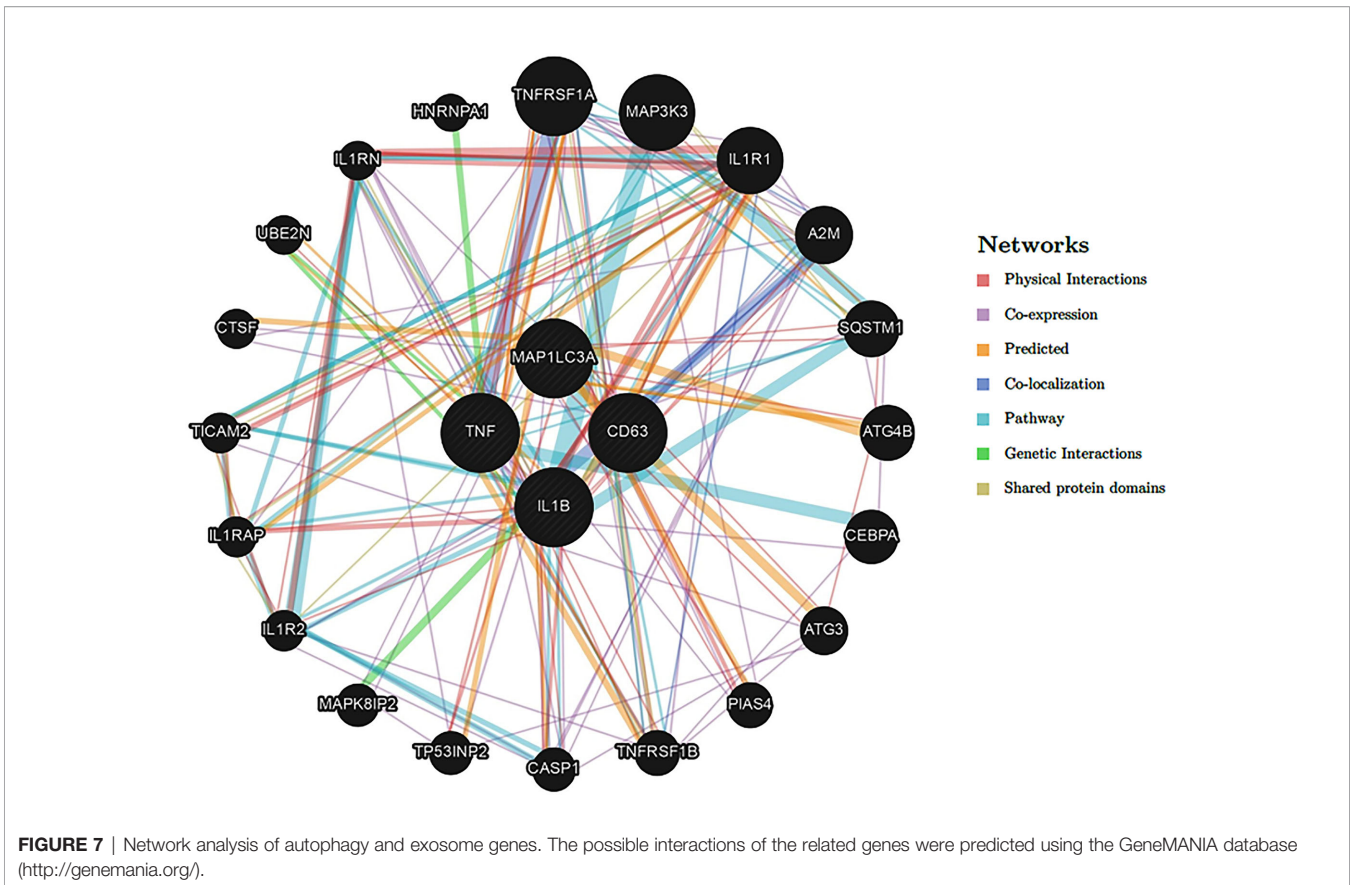 TNFRSF1A
MAP3K3
HNRNPA1
IL1RN
IL1R1
UBE2N
A2M
CTSF
SQSTM1
MAP1LC3A
TICAM2
TNF
CD63
ATG4B
IL1B
IL1RAP
CEBPA
IL1R2
ATG3
MAPK8IP2
PIAS4
TP53INP2
CASP1
TNFRSF1B
Networks
Physical Interactions
Co-expression
Predicted
Co-localization
Pathway
Genetic Interactions
Shared protein domains
FIGURE 7 | Network analysis of autophagy and exosome genes. The possible interactions of the related genes were predicted using the GeneMANIA database
(http://genemania.org/).